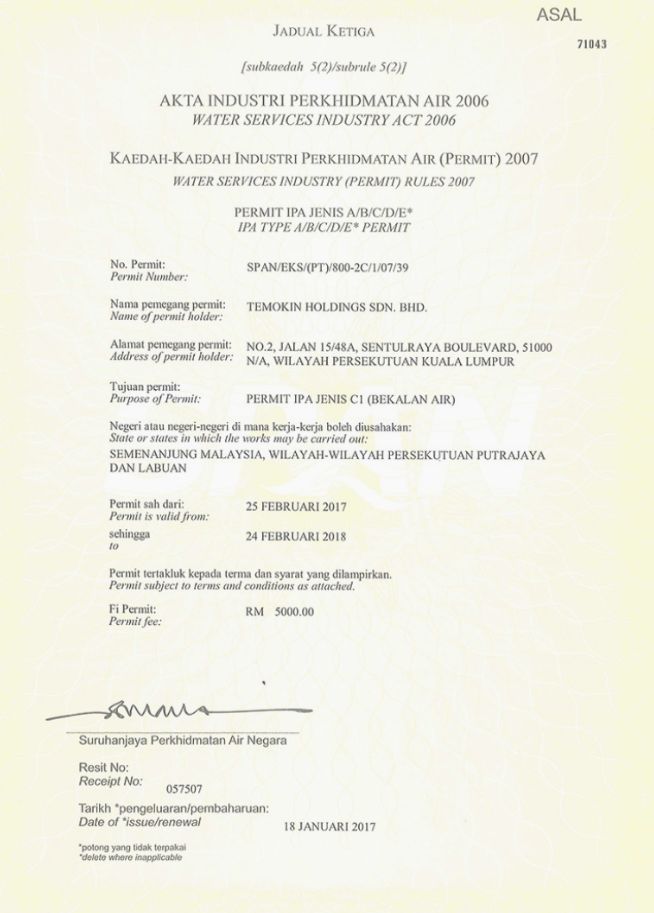 ASAL
71043
JADUAL KETIGA
[subkaedah 5(2)/subrule 5(2)]
AKTA INDUSTRI PERKHIDMATAN AIR 2006
WATER SERVICES INDUSTRY ACT 2006
KAEDAH-KAEDAH INDUSTRI PERKHIDMATAN AIR (PERMIT) 2007
WATER SERVICES INDUSTRY (PERMIT) RULES 2007
PERMIT IPA JENIS A/B/C/D/E*
IPA TYPE A/B/C/D/E* PERMIT
No. Permit: SPAN/EKS/(PT)/800-2C/1/07/39
Permit Number:
Nama pemegang permit: TEMOKIN HOLDINGS SDN. BHD.
Name of permit holder:
Alamat pemegang permit: NO.2, JALAN 15/48A, SENTULRAYA BOULEVARD, 51000
Address of permit holder: N/A, WILAYAH PERSEKUTUAN KUALA LUMPUR
Tujuan permit:
Purpose of Permit: PERMIT IPA JENIS C1 (BEKALAN AIR)
Negeri atau negeri-negeri di mana kerja-kerja boleh diusahakan:
State or states in which the works may be carried out:
SEMENANJUNG MALAYSIA, WILAYAH-WILAYAH PERSEKUTUAN PUTRAJAYA
DAN LABUAN
SPAN
Permit sah dari: 25 FEBRUARI 2017
Permit is valid from:
sehingga 24 FEBRUARI 2018
to
Permit tertakluk kepada terma dan syarat yang dilampirkan.
Permit subject to terms and conditions as attached.
Fi Permit: RM 5000.00
Permit fee:
Suruhanjaya Perkhidmatan Air Negara
Resit No:
Receipt No: 057507
Tarikh *pengeluaran/pembaharuan:
Date of *issue/renewal 18 JANUARI 2017
*potong yang tidak terpakai
*delete where inapplicable